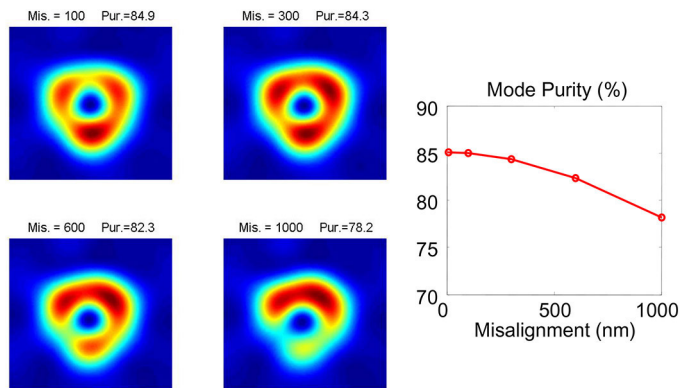 Mis. = 100 Pur.=84.9
Mis. = 300 Pur.=84.3
Mis. = 600 Pur.=82.3
Mis. = 1000 Pur.=78.2
Mode Purity (%)
90
85
80
75
70
0 500 1000
Misalignment (nm)